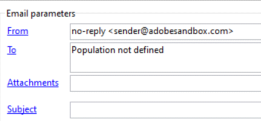 Email parameters
From no-reply <sender@adobesandbox.com>
To Population not defined
Attachments
Subject